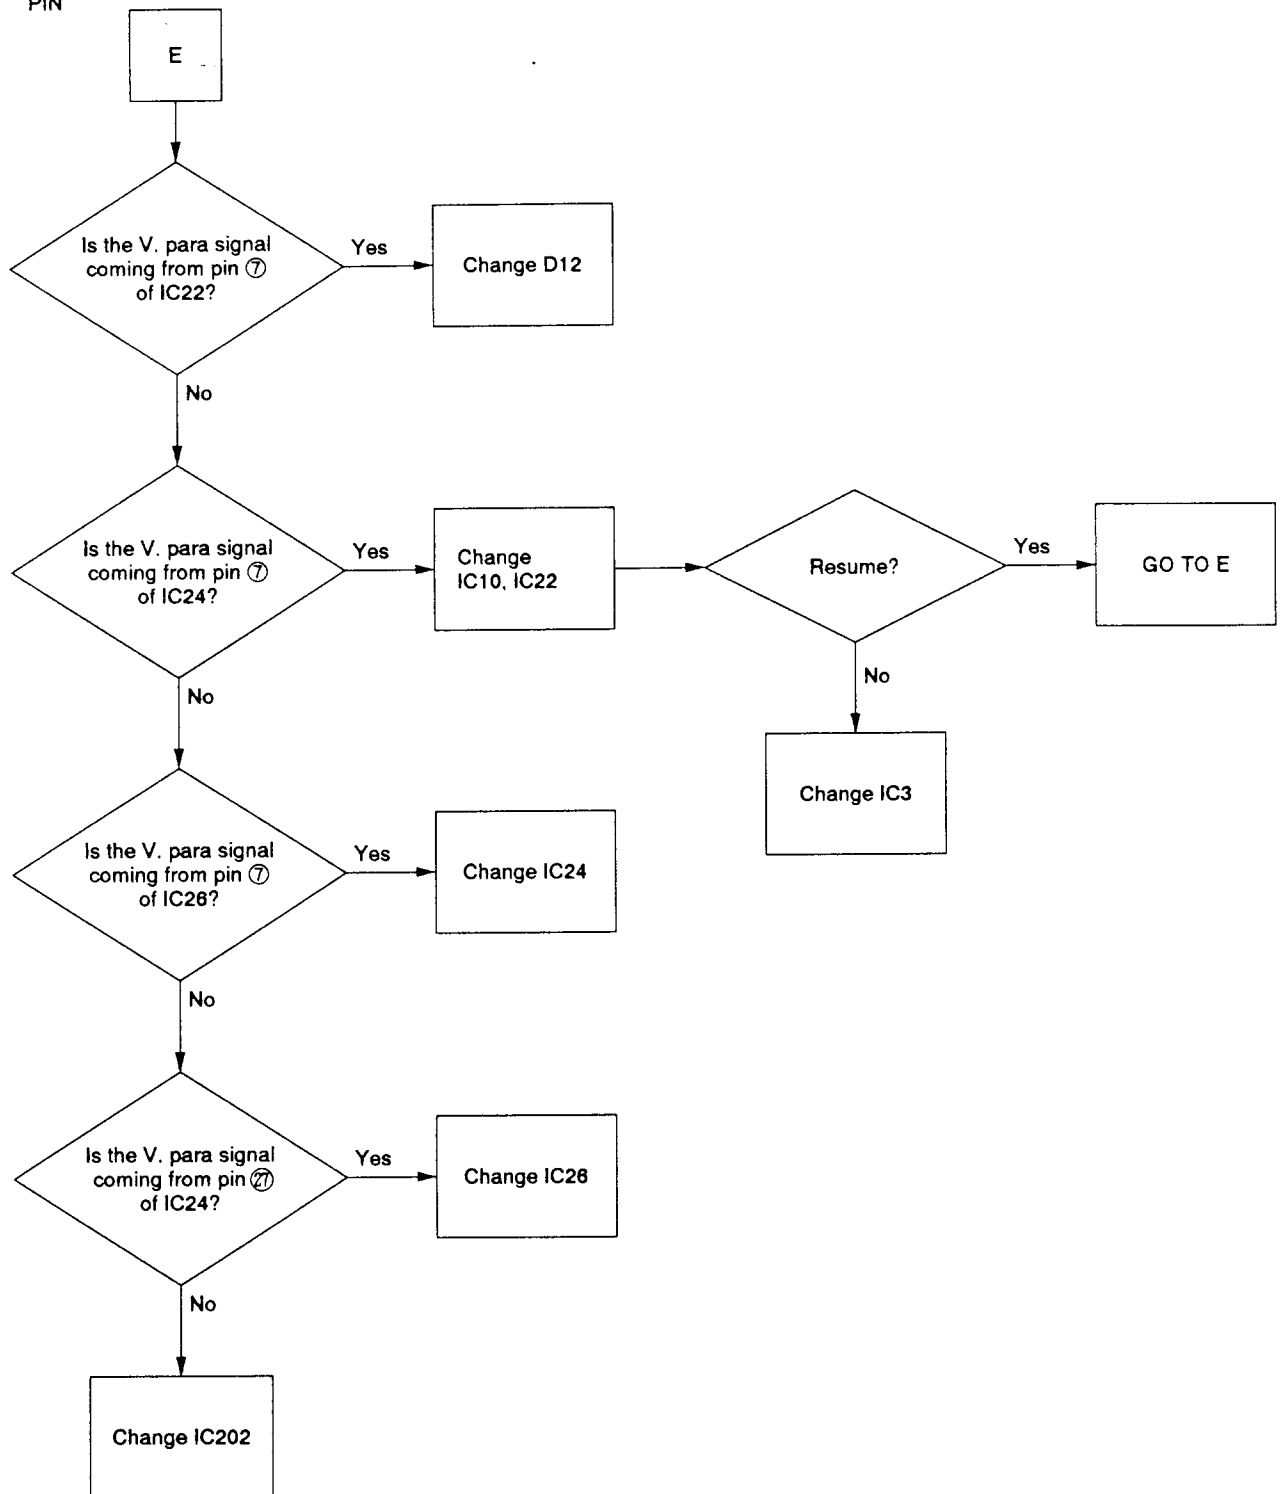 PIN
E
Is the V. para signal
coming from pin ⑦
of IC22?
Yes
Change D12
No
Is the V. para signal
coming from pin ⑦
of IC24?
Yes
Change
IC10, IC22
Resume?
Yes
GO TO E
No
Change IC3
No
Is the V. para signal
coming from pin ⑦
of IC26?
Yes
Change IC24
No
Is the V. para signal
coming from pin ㉗
of IC24?
Yes
Change IC26
No
Change IC202